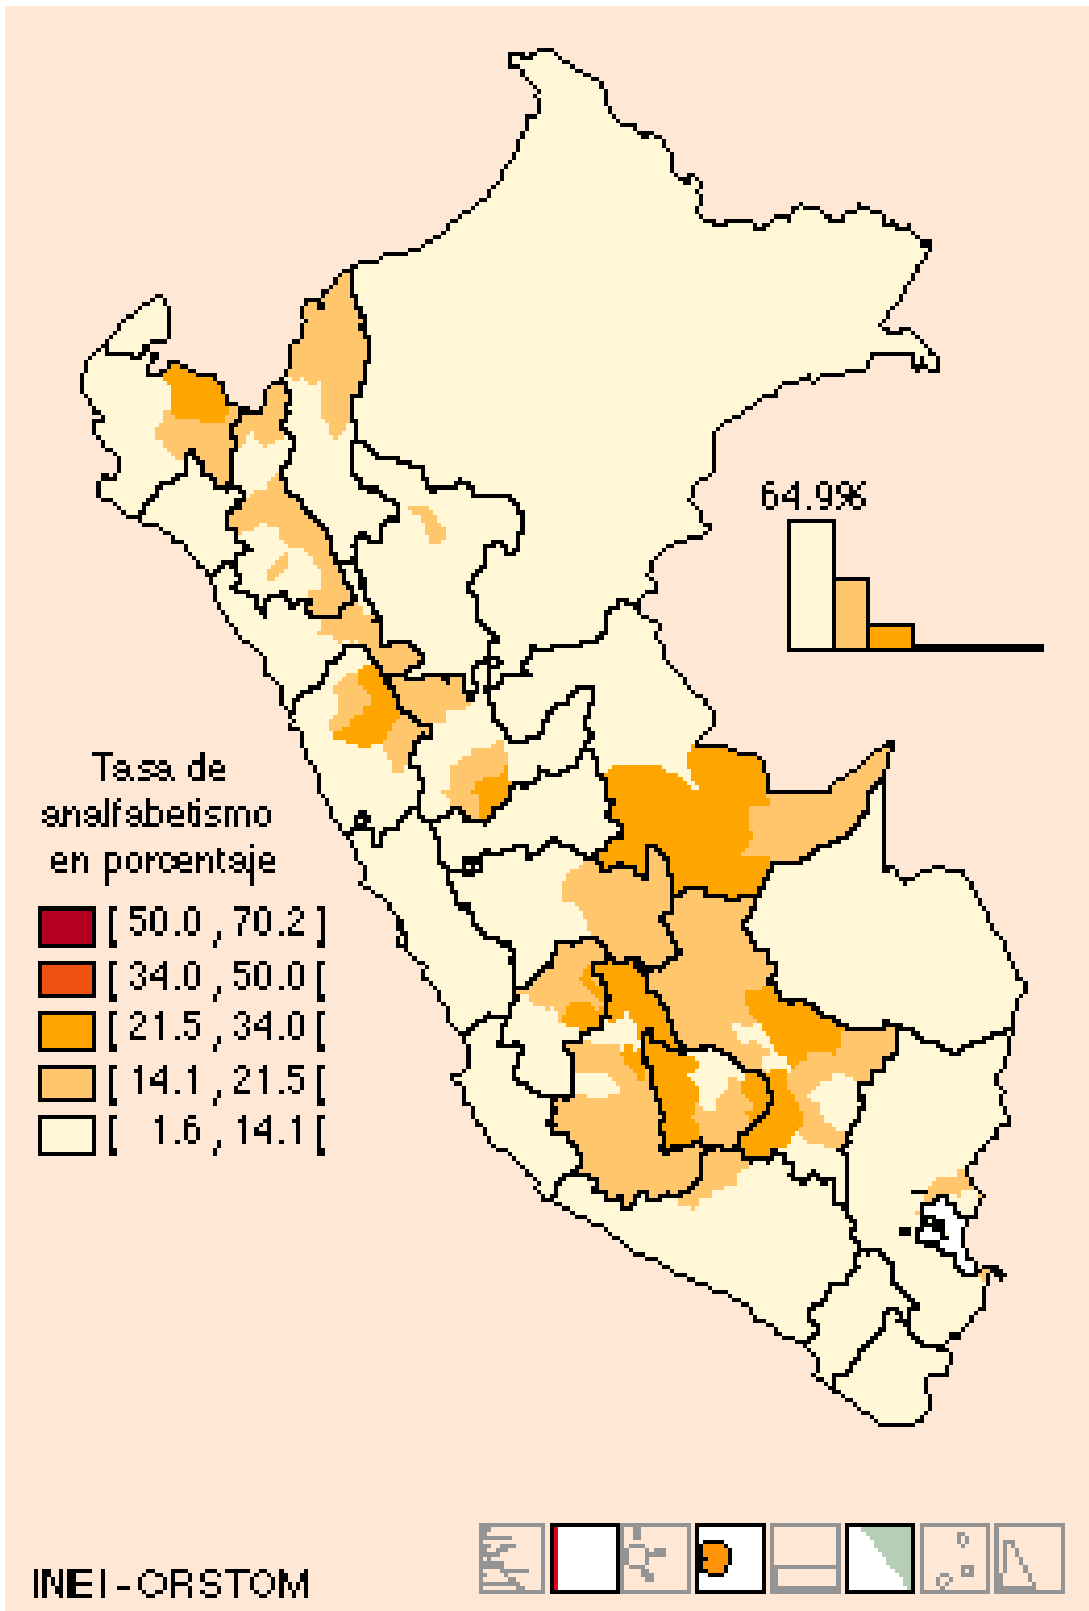 64.9%
Tasa de
analfabetismo
en porcentaje
[ 50.0 , 70.2 ]
[ 34.0 , 50.0 [
[ 21.5 , 34.0 [
[ 14.1 , 21.5 [
[ 1.6 , 14.1 [
INEI - ORSTOM